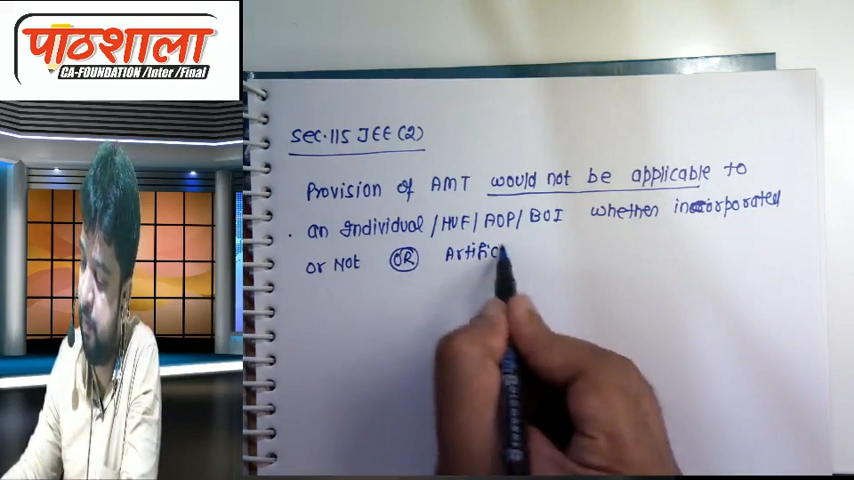 पाठशाला
CA-FOUNDATION /Inter /Final
Sec. 115 JEE (2)
Provision of AMT would not be applicable to
an Individual / HUF / AOP / BOI whether incorporated
or Not OR Artific